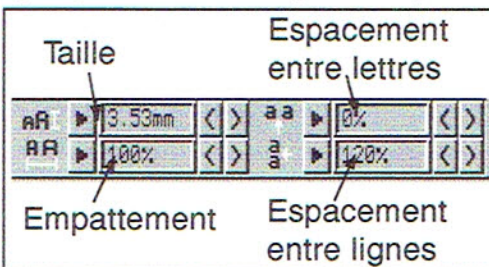 Taille
Espacement
entre lettres
aA 3.53mm aa 0%
AA 100% a a 120%
Empattement
Espacement
entre lignes